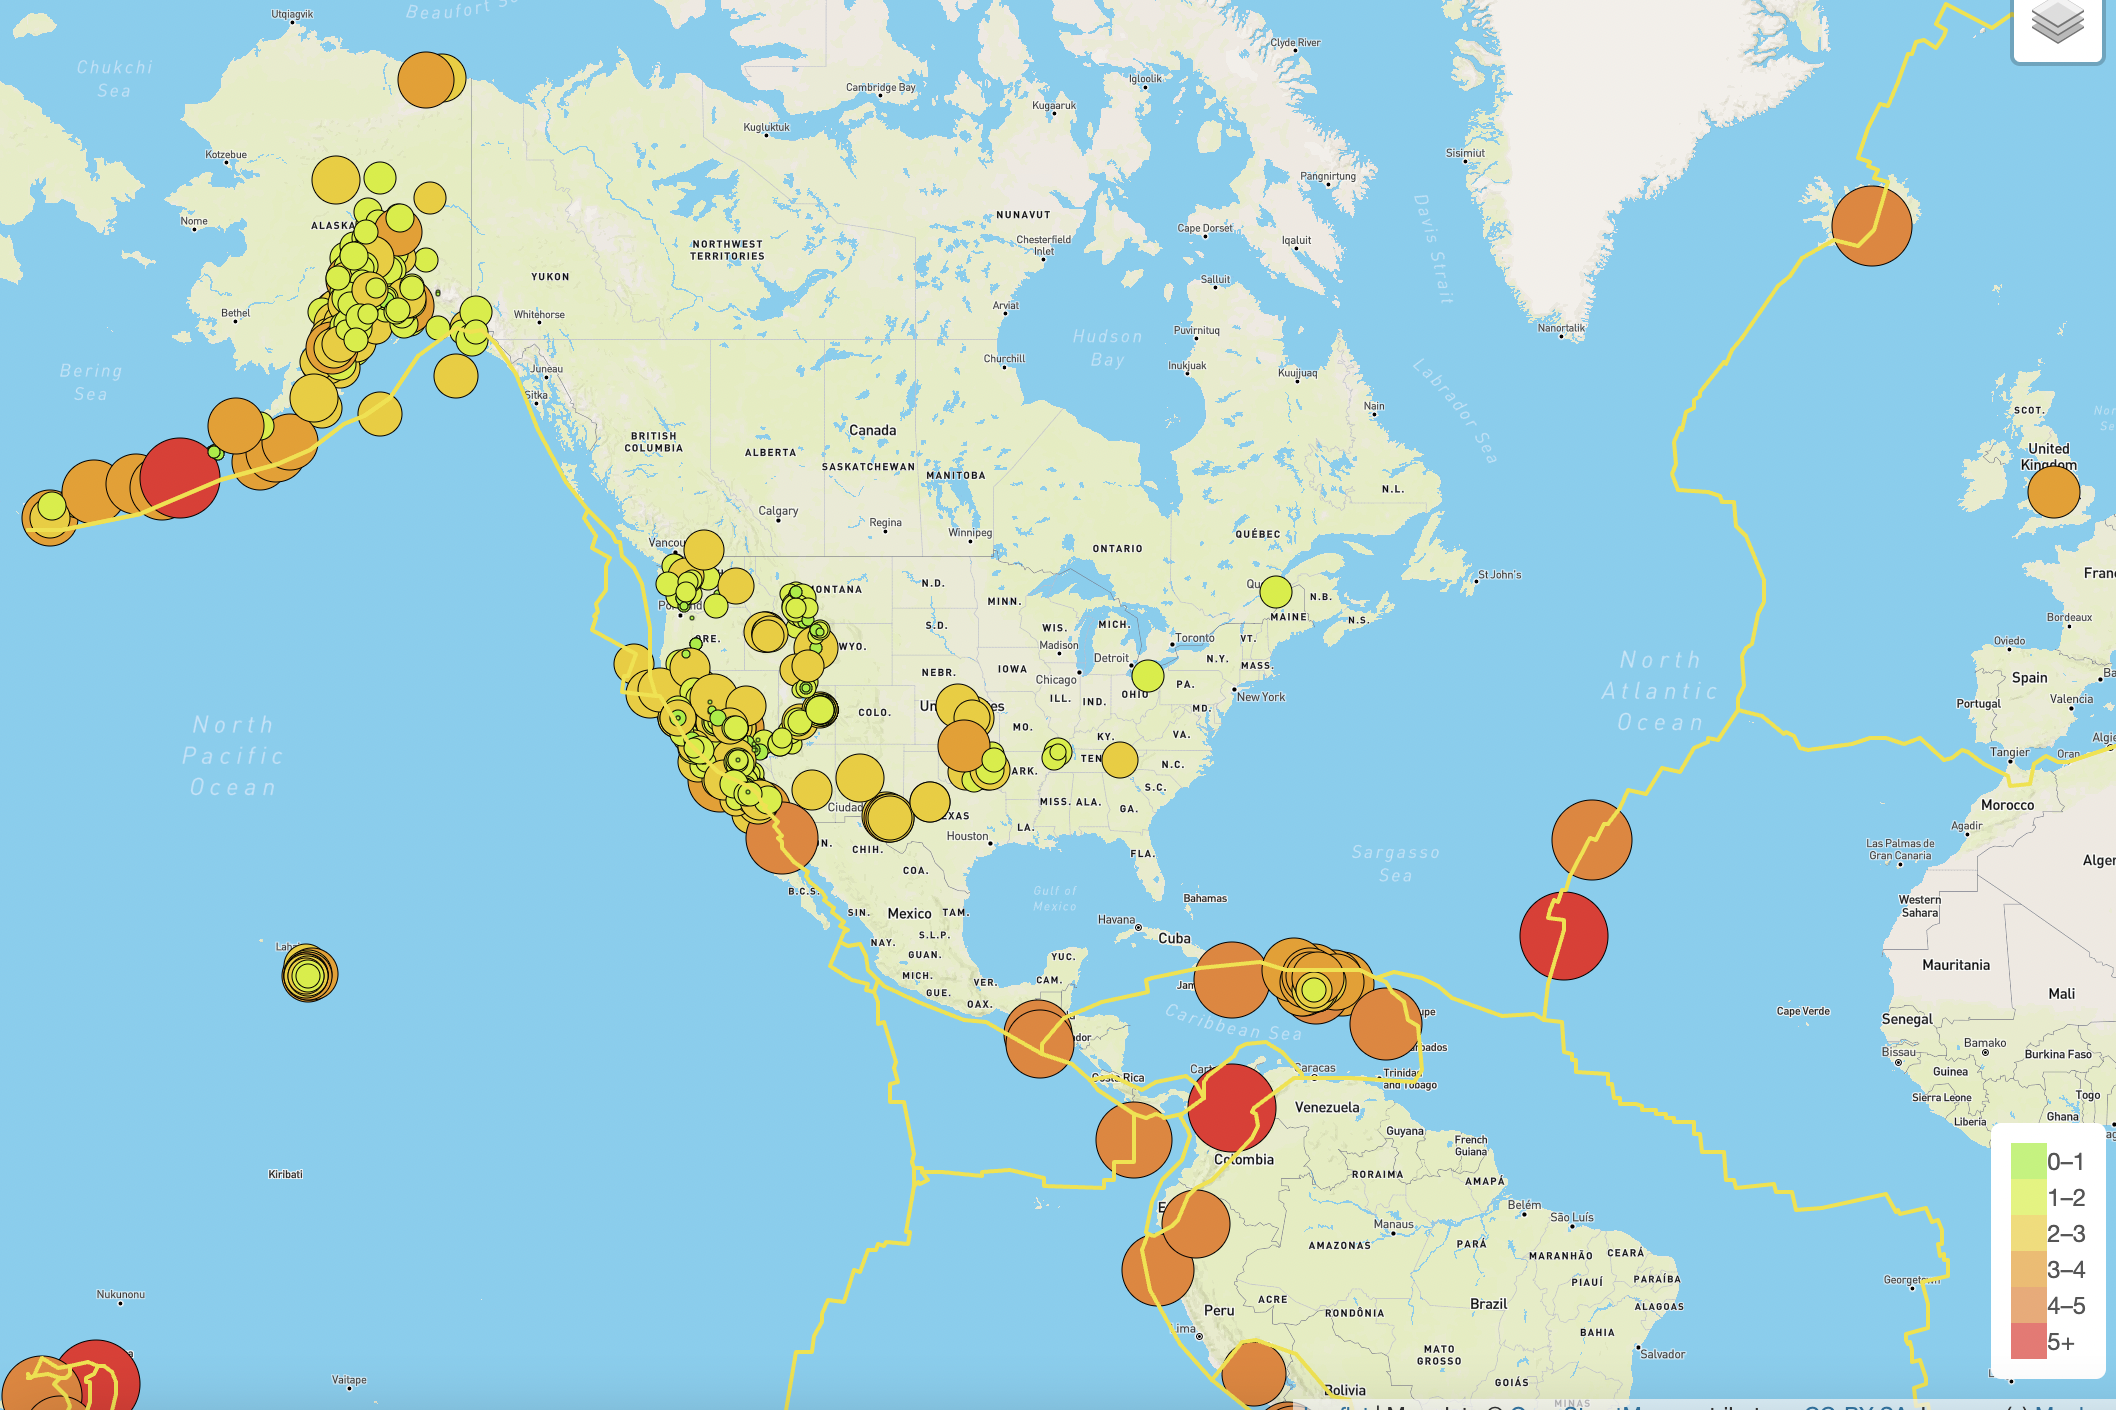 Utqiagvik
Beaufort
Clyde River
Chukchi
Sea
Igloolik
Cambridge Bay
Kugaaruk
Kugluktuk
Kotzebue
Sisimiut
Pangnirtung
Nome
ALASKA
NUNAVUT
Cape Dorset
Iqaluit
Davis Strait
Chesterfield
Inlet
NORTHWEST
TERRITORIES
YUKON
Salluit
Bethel
Whitehorse
Arviat
Puvirnituq
Nanortalik
Hudson
Bay
Churchill
Inukjuak
Kuujjuaq
Bering
Sea
Juneau
Sitka
Labrador Sea
Nain
SCOT.
BRITISH
COLUMBIA
Canada
ALBERTA
SASKATCHEWAN
MANITOBA
United
Kingdom
N.L.
Calgary
Regina
Winnipeg
Vancou
ONTARIO
QUÉBEC
St John's
Fran
MONTANA
N.D.
MINN.
Qu
N.B.
MAINE
N.S.
Bordeaux
ORE.
WYO.
S.D.
WIS.
Madison
MICH.
Toronto
VT.
Oviedo
Detroit
N.Y.
MASS.
NEBR.
IOWA
Chicago
North
Atlantic
Ocean
Spain
Ba
PA.
OHIO
New York
ILL.
IND.
Portugal
Valencia
COLO.
Un
es
MD.
North
Pacific
Ocean
MO.
KY.
VA.
Tangier
Oran
Algie
TEN
N.C.
ARK.
S.C.
Ciudad
EXAS
MISS.
ALA.
GA.
Morocco
Agadir
Houston
LA.
N.
CHIH.
FLA.
Sargasso
Sea
Las Palmas de
Gran Canaria
Alger
COA.
B.C.S.
Gulf of
Mexico
Bahamas
Western
Sahara
SIN.
Mexico
TAM.
Havana
Cuba
S.L.P.
NAY.
GUAN.
YUC.
Mauritania
MICH.
VER.
CAM.
GUE.
OAX.
Jam
Mali
Caribbean Sea
upe
Cape Verde
Senegal
dor
rbados
Bamako
Bissau
Burkina Faso
Costa Rica
Cart
Caracas
Trinidad
and Tobago
Guinea
Venezuela
Sierra Leone
Togo
Ghana
Liberia
Guyana
French
Guiana
Colombia
Kiribati
RORAIMA
AMAPÁ
0–1
1–2
2–3
3–4
4–5
5+
E
Belém
São Luís
Manaus
AMAZONAS
PARÁ
MARANHÃO
CEARÁ
PIAUÍ
PARAÍBA
Georget
Nukunonu
ACRE
Peru
RONDÔNIA
Brazil
ALAGOAS
Lima
BAHIA
MATO
GROSSO
Salvador
Vaitape
GOIÁS
Bolivia
MINAS